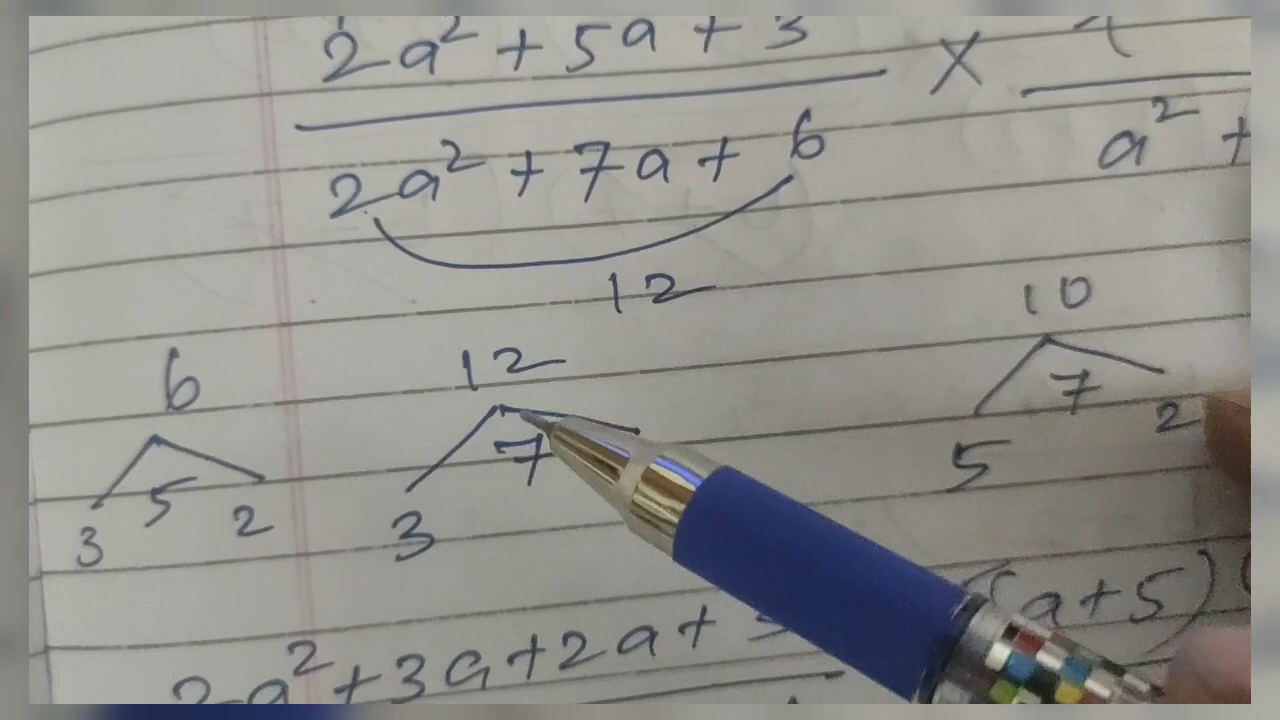 2a² + 5a + 3 ×
2a² + 7a + 6 a² +
12
6 12 10
5 7 7
3 2 3 5 2
2a² + 3a + 2a + (a + 5)